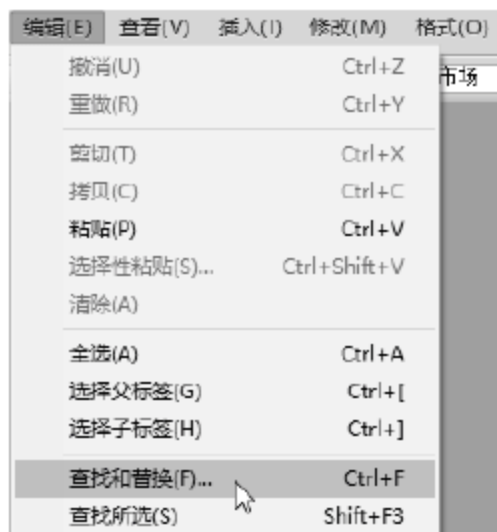 编辑(E) 查看(V) 插入(I) 修改(M) 格式(O)
撤消(U) Ctrl+Z
市场
重做(R) Ctrl+Y
剪切(T) Ctrl+X
拷贝(C) Ctrl+C
粘贴(P) Ctrl+V
选择性粘贴(S)... Ctrl+Shift+V
清除(A)
全选(A) Ctrl+A
选择父标签(G) Ctrl+[
选择子标签(H) Ctrl+]
查找和替换(F)... Ctrl+F
查找所选(S) Shift+F3